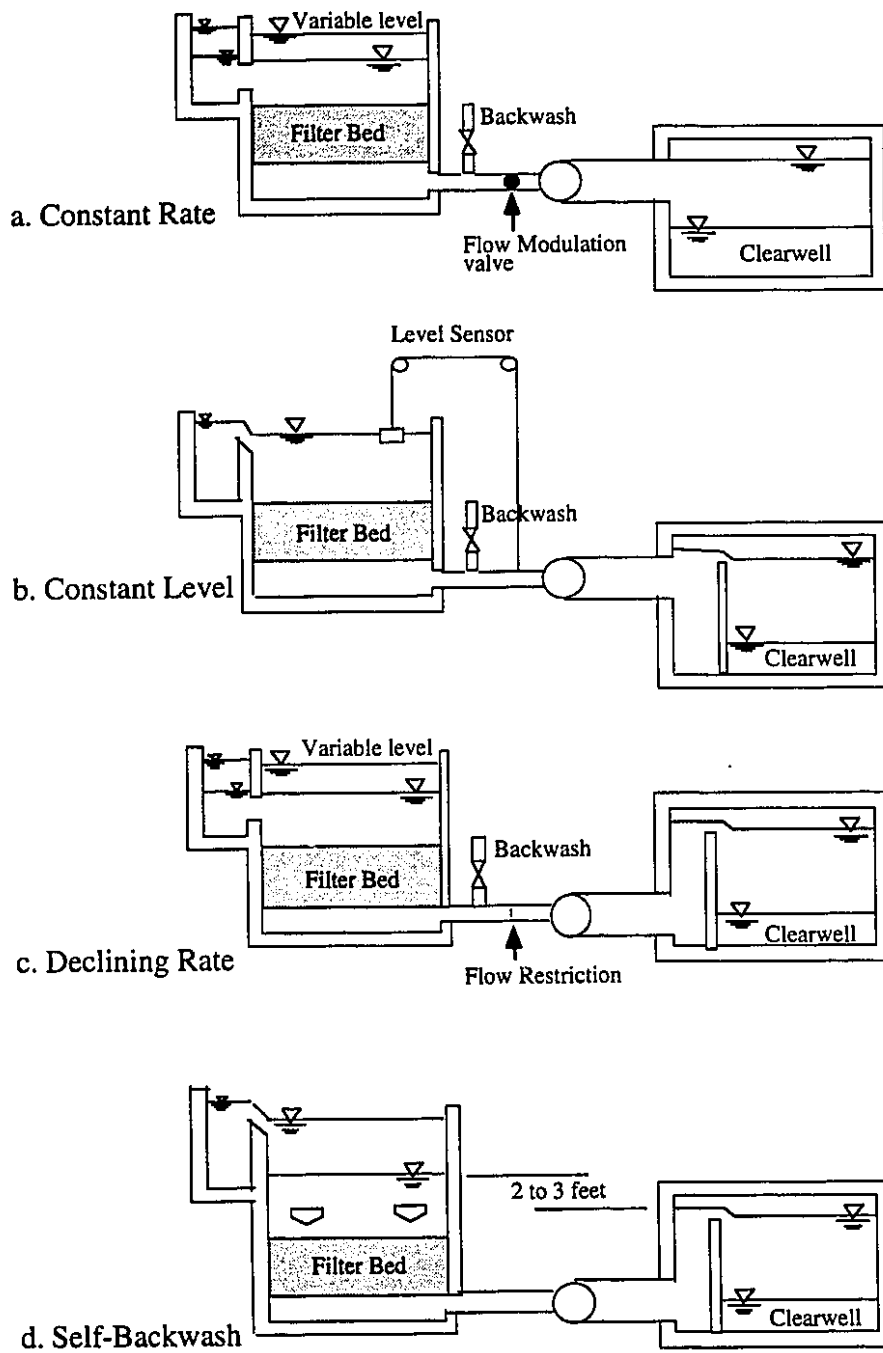 Variable level
Backwash
Filter Bed
a. Constant Rate
Flow Modulation
valve
Clearwell
Level Sensor
Backwash
Filter Bed
b. Constant Level
Clearwell
Variable level
Backwash
Filter Bed
Clearwell
c. Declining Rate
Flow Restriction
2 to 3 feet
Filter Bed
Clearwell
d. Self-Backwash